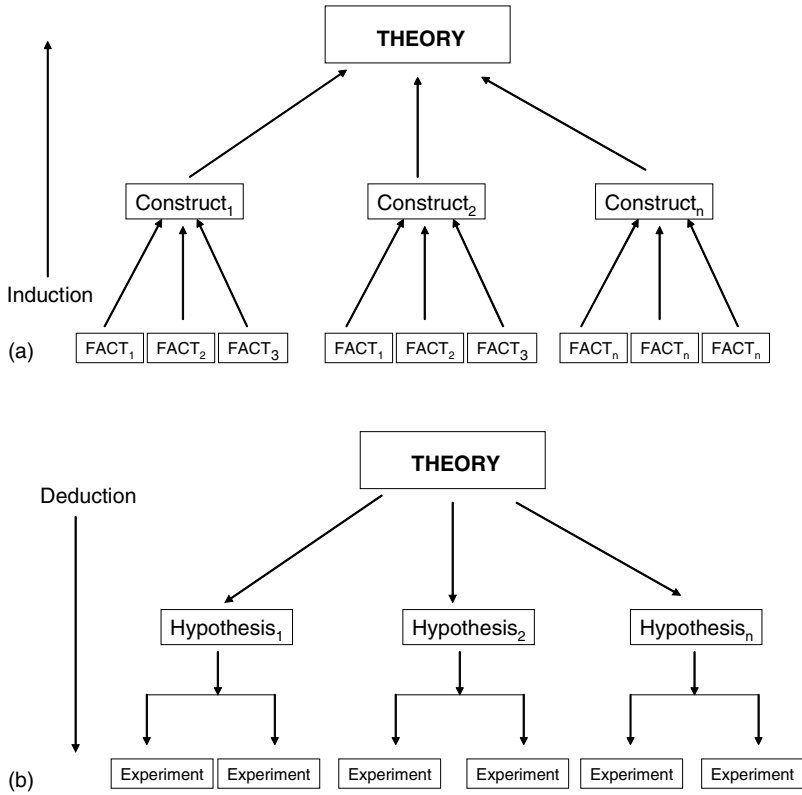 THEORY
Construct₁ Construct₂ Constructₙ
Induction
(a) FACT₁ FACT₂ FACT₃ FACT₁ FACT₂ FACT₃ FACTₙ FACTₙ FACTₙ
THEORY
Deduction
Hypothesis₁ Hypothesis₂ Hypothesisₙ
(b) Experiment Experiment Experiment Experiment Experiment Experiment